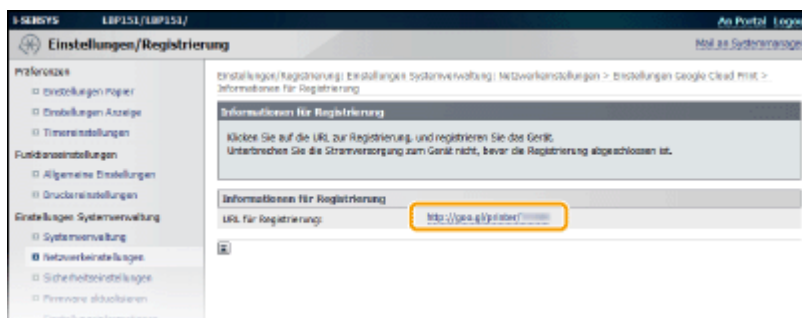 i-SENSYS LBP151/LBP151/ An Portal Logou
Einstellungen/Registrierung Mail an Systemmanage
Präferenzen
Einstellungen Papier
Einstellungen Anzeige
Timereinstellungen
Funktionseinstellungen
Allgemeine Einstellungen
Druckereinstellungen
Einstellungen Systemverwaltung
Systemverwaltung
Netzwerkeinstellungen
Sicherheitseinstellungen
Firmware aktualisieren
Einstellungen/Registrierung: Einstellungen Systemverwaltung: Netzwerkeinstellungen > Einstellungen Google Cloud Print >
Informationen für Registrierung
Informationen für Registrierung
Klicken Sie auf die URL zur Registrierung, und registrieren Sie das Gerät.
Unterbrechen Sie die Stromversorgung zum Gerät nicht, bevor die Registrierung abgeschlossen ist.
Informationen für Registrierung
URL für Registrierung: http://goo.gl/printer/